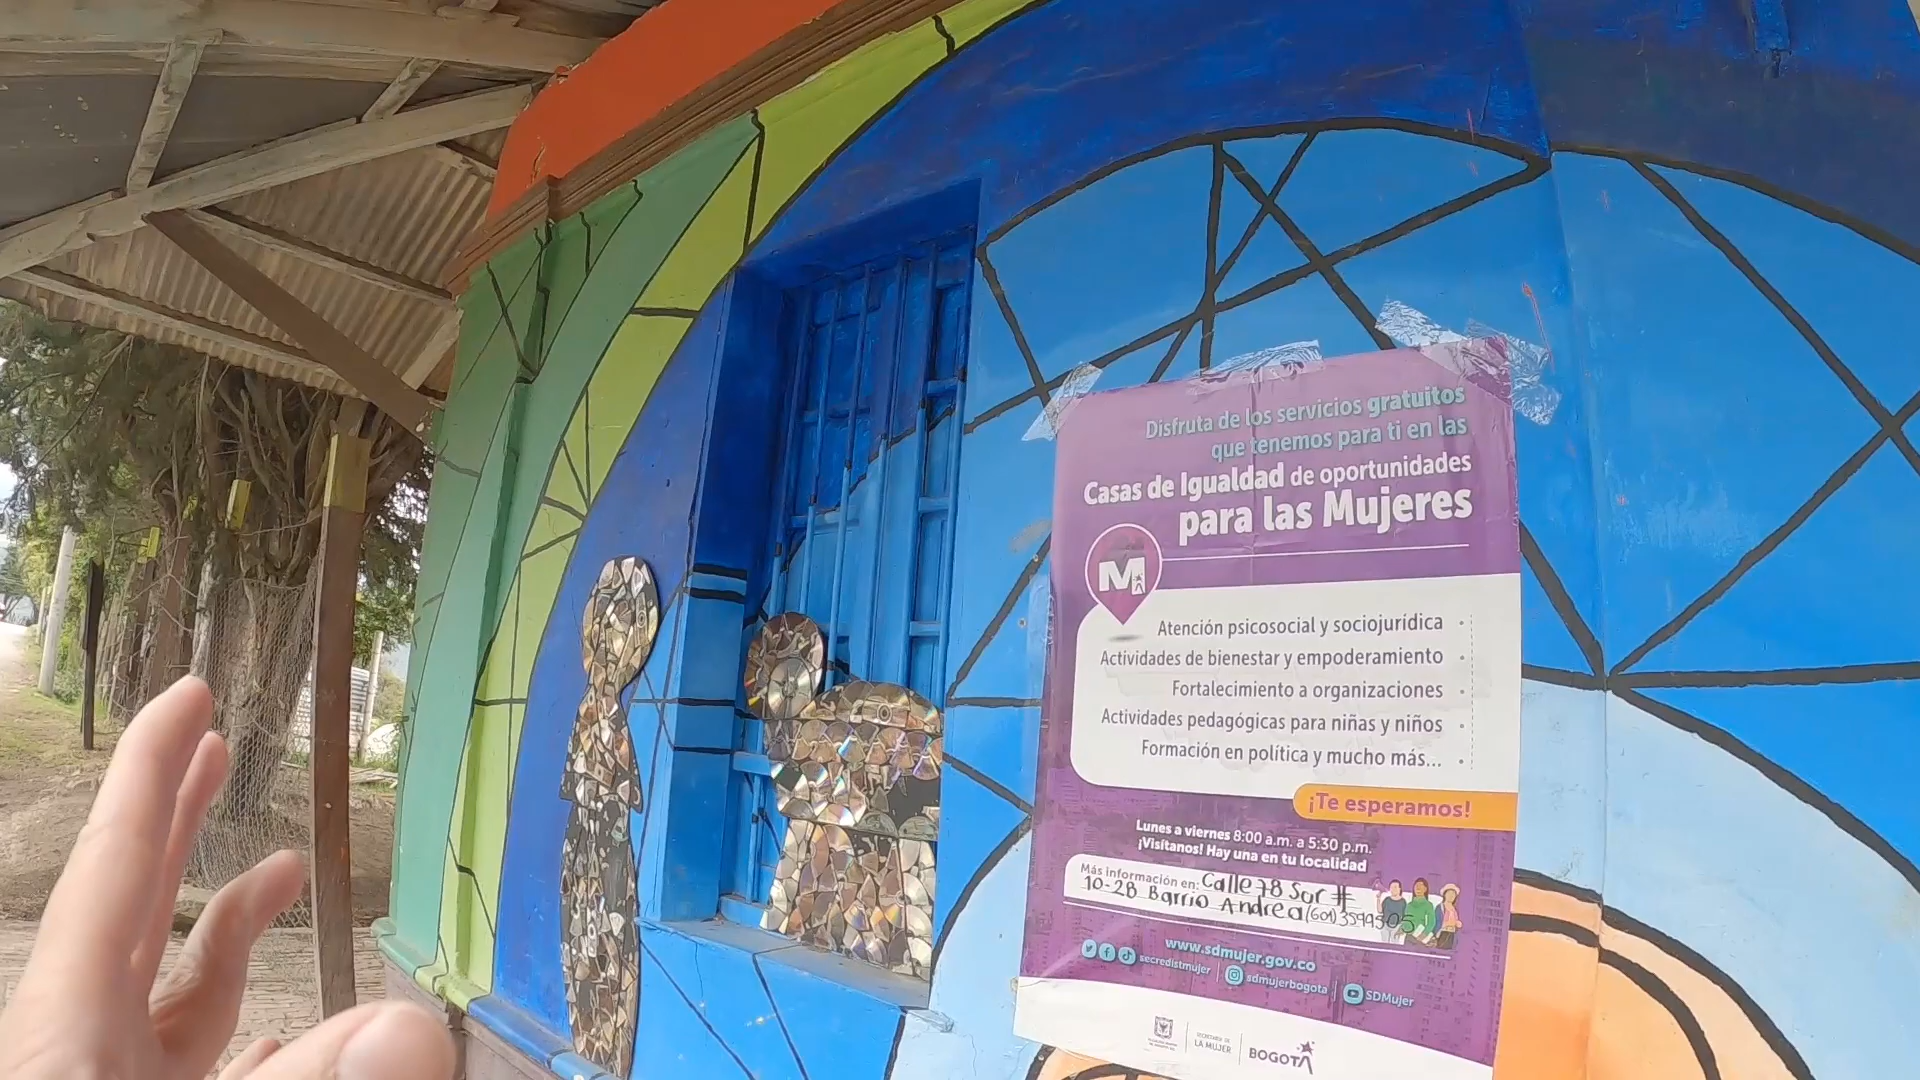 Disfruta de los servicios gratuitos
que tenemos para ti en las
Casas de Igualdad de oportunidades
para las Mujeres
M
Atención psicosocial y sociojurídica
Actividades de bienestar y empoderamiento
Fortalecimiento a organizaciones
Actividades pedagógicas para niñas y niños
Formación en política y mucho más...
¡Te esperamos!
Lunes a viernes 8:00 a.m. a 5:30 p.m.
¡Visítanos! Hay una en tu localidad
Más información en: Calle 78 Sur #
10-28 Barrio Andrea (601) 3599505
www.sdmujer.gov.co
secredistmujer sdmujerbogota SDMujer
SECRETARÍA DE
LA MUJER
BOGOTÁ